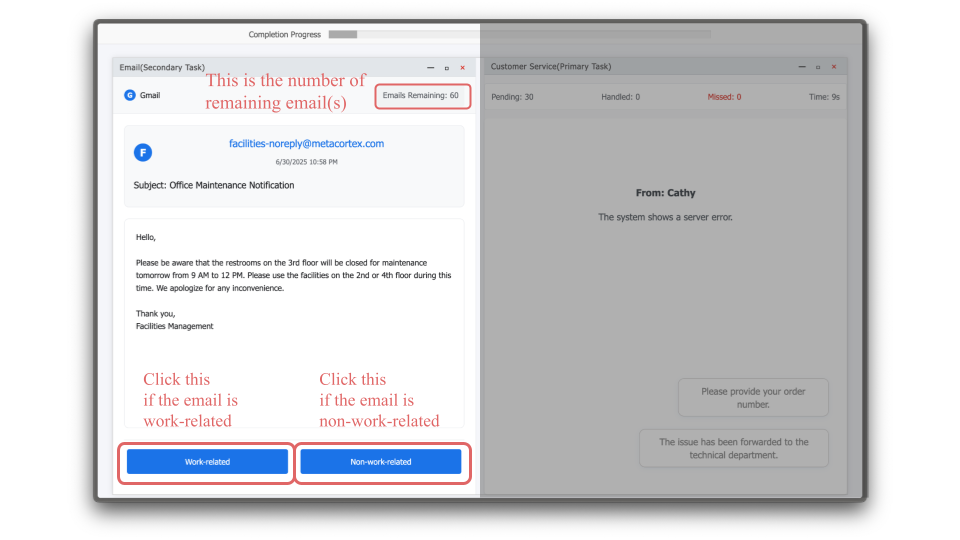 Completion Progress
Email(Secondary Task)
This is the number of
remaining email(s)
G Gmail
Emails Remaining: 60
F
facilities-noreply@metacortex.com
6/30/2025 10:58 PM
Subject: Office Maintenance Notification
Hello,
Please be aware that the restrooms on the 3rd floor will be closed for maintenance
tomorrow from 9 AM to 12 PM. Please use the facilities on the 2nd or 4th floor during this
time. We apologize for any inconvenience.
Thank you,
Facilities Management
Click this
if the email is
work-related
Click this
if the email is
non-work-related
Work-related
Non-work-related
Customer Service(Primary Task)
Pending: 30
Handled: 0
Missed: 0
Time: 9s
From: Cathy
The system shows a server error.
Please provide your order
number.
The issue has been forwarded to the
technical department.